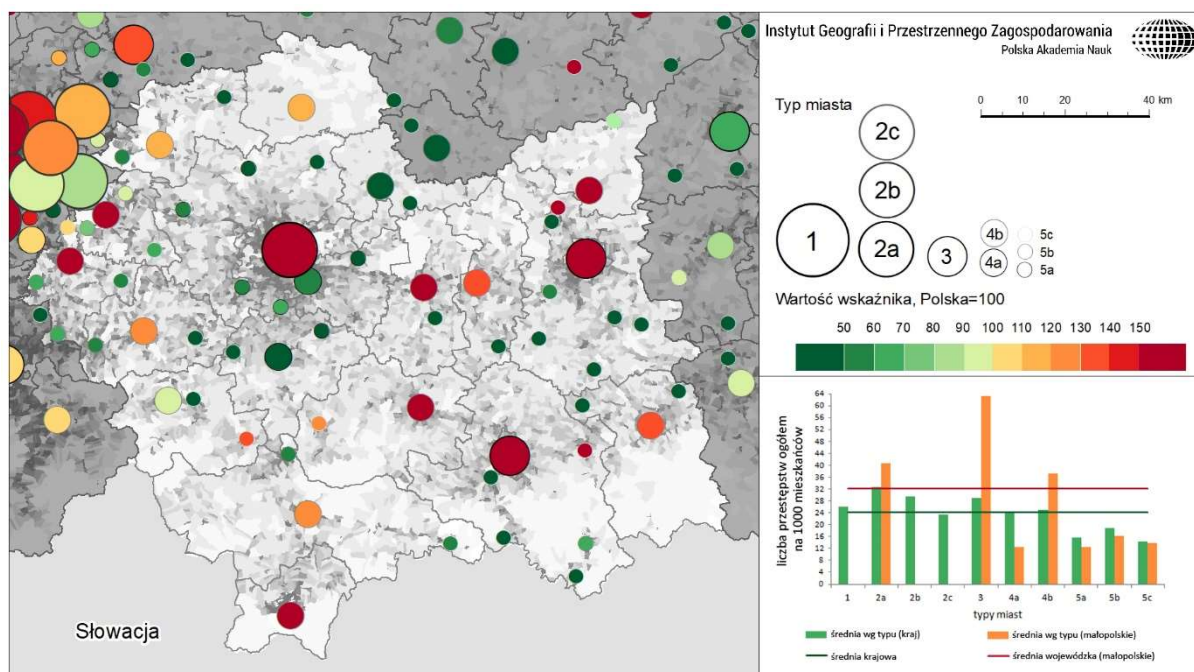 Słowacja
Instytut Geografii i Przestrzennego Zagospodarowania
Polska Akademia Nauk
Typ miasta
0 10 20 40 km
2c
2b
1
2a
3
4b
4a
5c
5b
5a
Wartość wskaźnika, Polska=100
50 60 70 80 90 100 110 120 130 140 150
liczba przestępstw ogółem
na 1000 mieszkańców
64
60
56
52
48
44
40
36
32
28
24
20
16
12
8
4
0
1 2a 2b 2c 3 4a 4b 5a 5b 5c
typy miast
średnia wg typu (kraj)
średnia wg typu (małopolskie)
średnia krajowa
średnia wojewódzka (małopolskie)